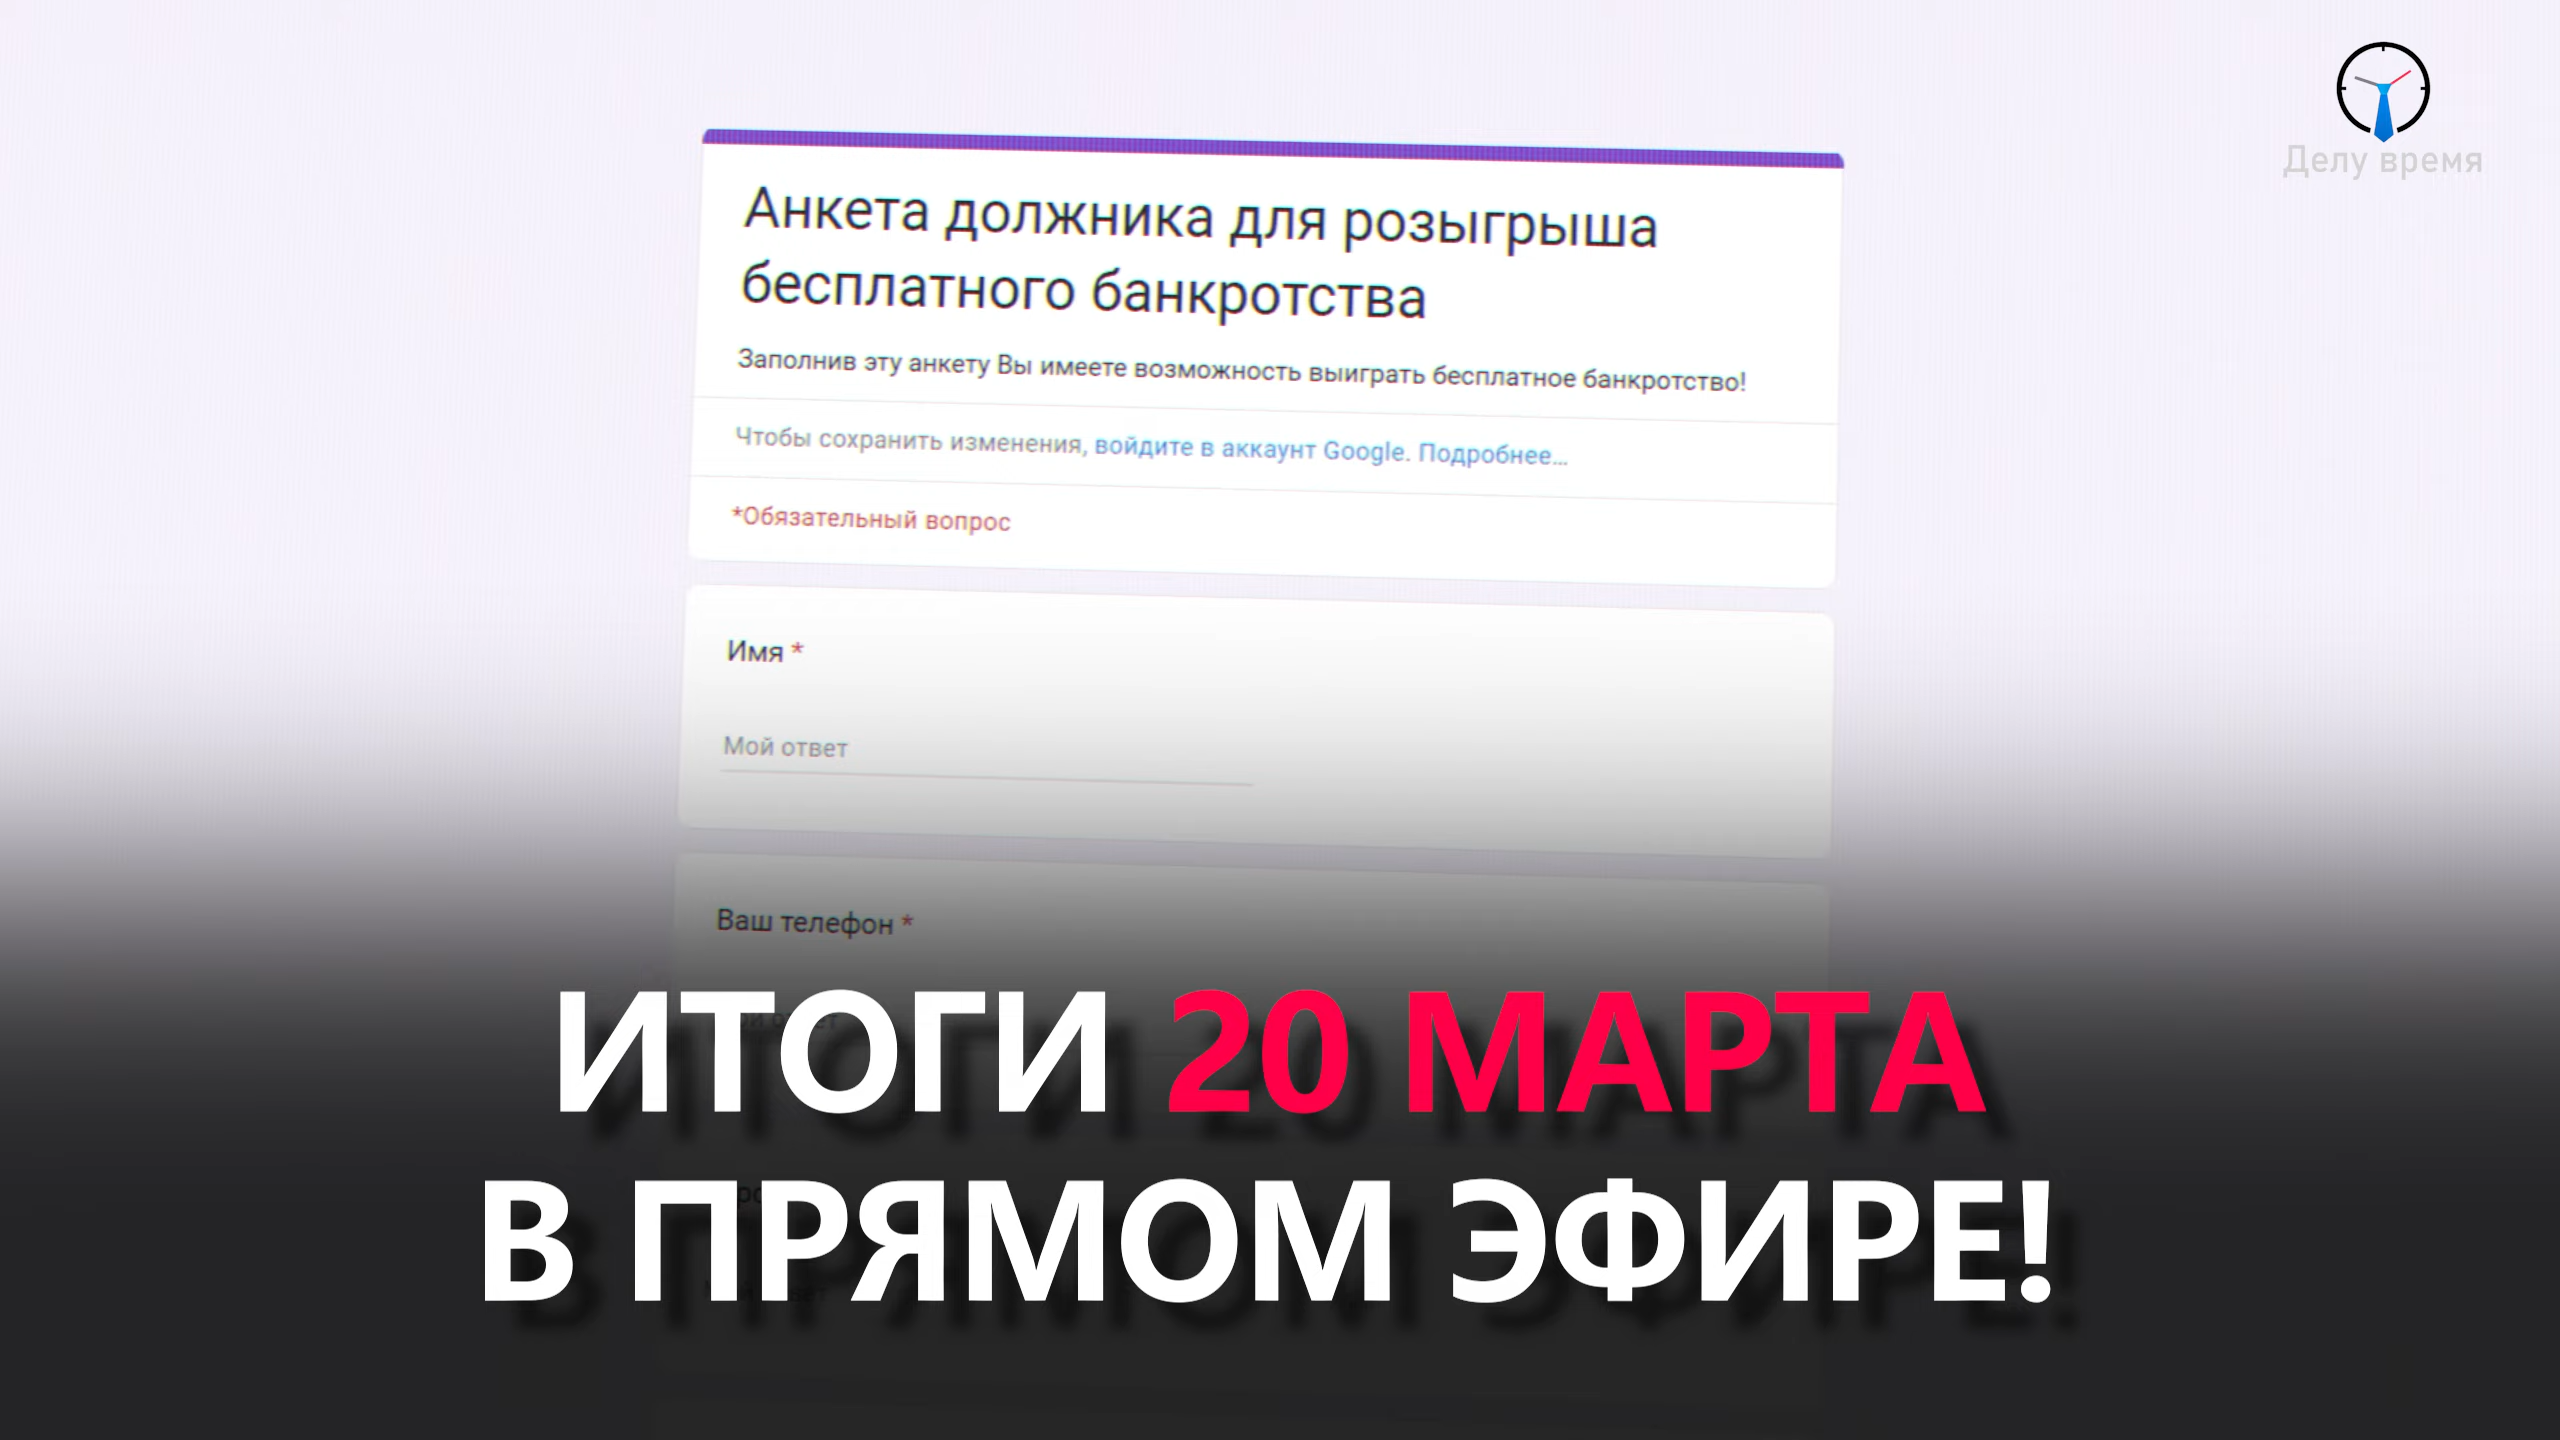 Делу время
Анкета должника для розыгрыша
бесплатного банкротства
Заполнив эту анкету Вы имеете возможность выиграть бесплатное банкротство!
Чтобы сохранить изменения, войдите в аккаунт Google. Подробнее...
*Обязательный вопрос
Имя *
Мой ответ
Ваш телефон *
ИТОГИ 20 МАРТА
В ПРЯМОМ ЭФИРЕ!